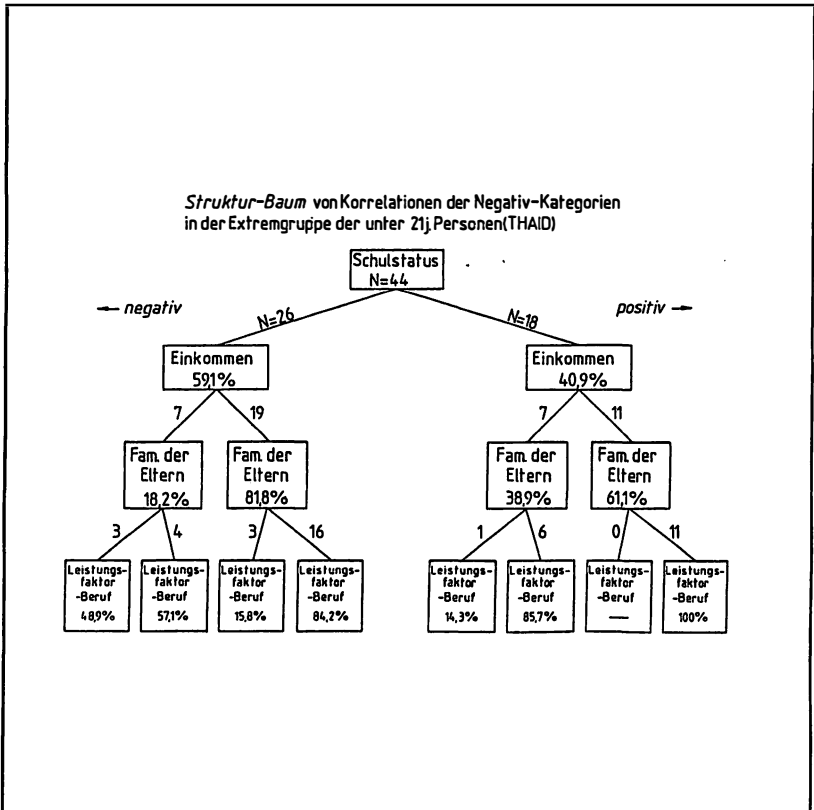 Struktur-Baum von Korrelationen der Negativ-Kategorien
in der Extremgruppe der unter 21j. Personen(THAID)
Schulstatus
N=44
← negativ
positiv →
N=26
N=18
Einkommen
59,1%
Einkommen
40,9%
7
19
7
11
Fam. der
Eltern
18,2%
Fam. der
Eltern
81,8%
Fam. der
Eltern
38,9%
Fam. der
Eltern
61,1%
3
4
3
16
1
6
0
11
Leistungs-
faktor
-Beruf
48,9%
Leistungs-
faktor
-Beruf
57,1%
Leistungs-
faktor
-Beruf
15,8%
Leistungs-
faktor
-Beruf
84,2%
Leistungs-
faktor
-Beruf
14,3%
Leistungs-
faktor
-Beruf
85,7%
Leistungs-
faktor
-Beruf
—
Leistungs-
faktor
-Beruf
100%